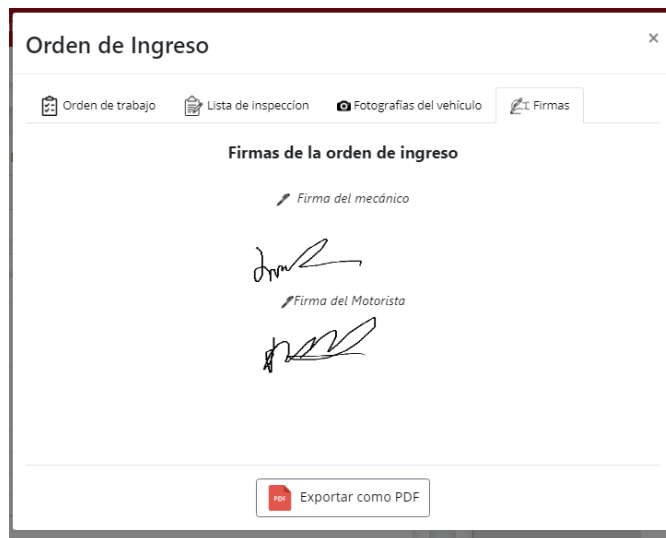 Orden de Ingreso
×
Orden de trabajo
Lista de inspeccíon
Fotografías del vehículo
Firmas
Firmas de la orden de ingreso
Firma del mecánico
Firma del Motorista
PDF
Exportar como PDF